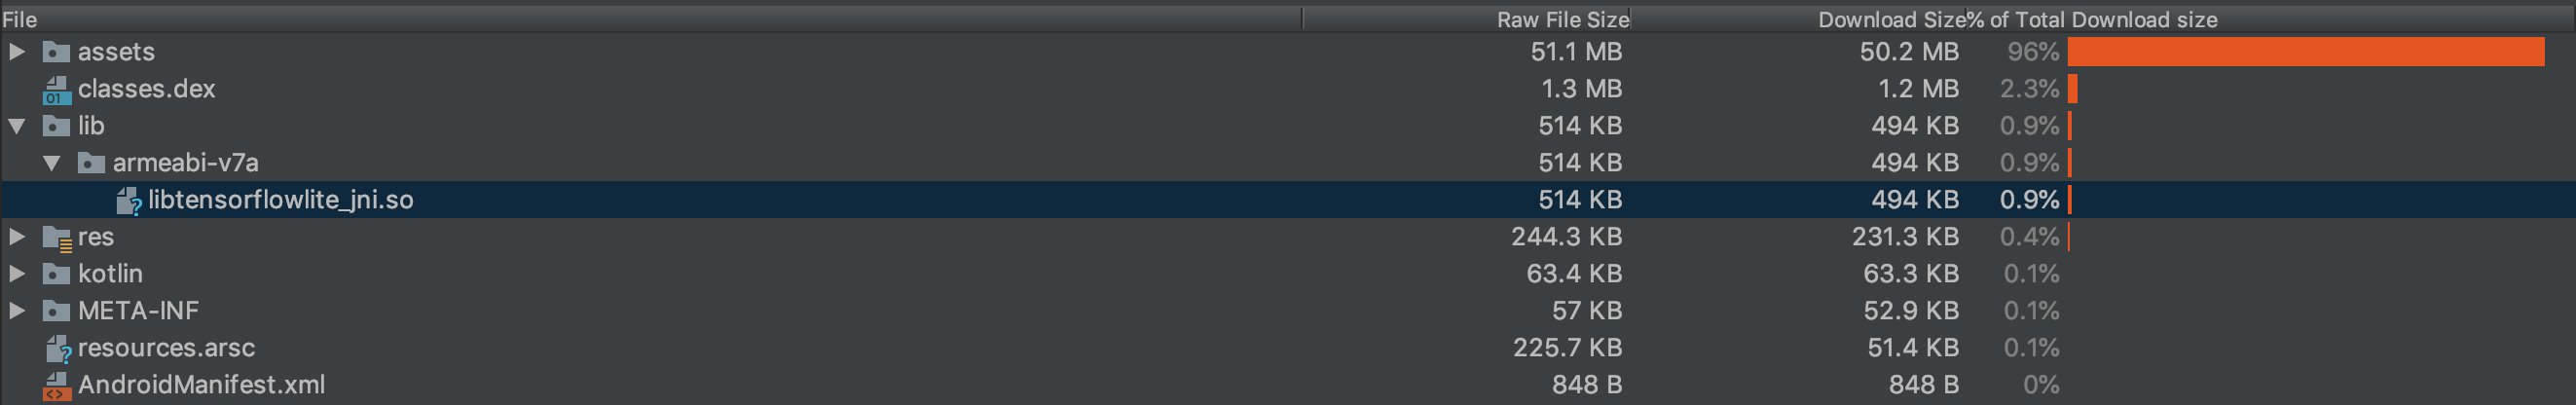 File Raw File Size Download Size % of Total Download size
assets 51.1 MB 50.2 MB 96%
01 classes.dex 1.3 MB 1.2 MB 2.3%
lib 514 KB 494 KB 0.9%
armeabi-v7a 514 KB 494 KB 0.9%
libtensorflowlite_jni.so 514 KB 494 KB 0.9%
res 244.3 KB 231.3 KB 0.4%
kotlin 63.4 KB 63.3 KB 0.1%
META-INF 57 KB 52.9 KB 0.1%
resources.arsc 225.7 KB 51.4 KB 0.1%
AndroidManifest.xml 848 B 848 B 0%